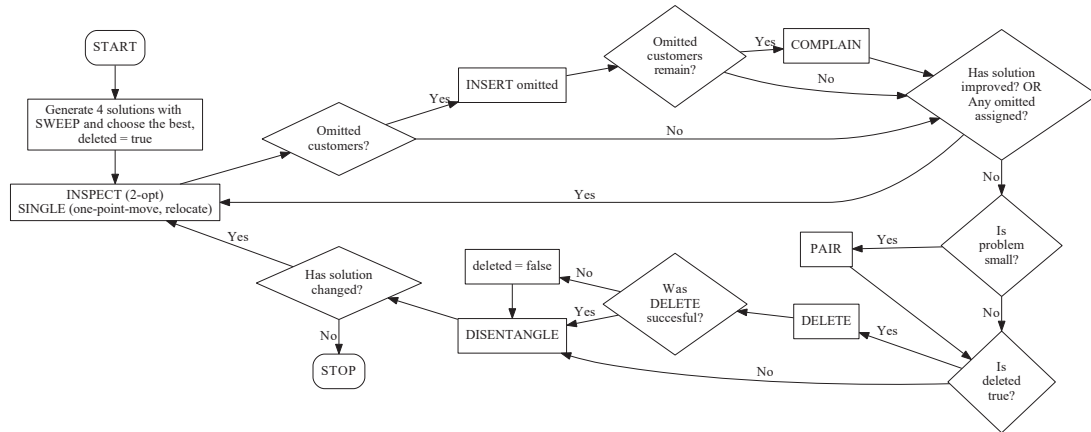 START
Generate 4 solutions with
SWEEP and choose the best,
deleted = true
INSPECT (2-opt)
SINGLE (one-point-move, relocate)
Omitted
customers?
Yes
No
INSERT omitted
Omitted
customers
remain?
Yes
No
COMPLAIN
Has solution
improved? OR
Any omitted
assigned?
Yes
No
Is
problem
small?
Yes
No
PAIR
Is
deleted
true?
Yes
No
DELETE
Was
DELETE
succesful?
No
Yes
deleted = false
DISENTANGLE
Has solution
changed?
Yes
No
STOP